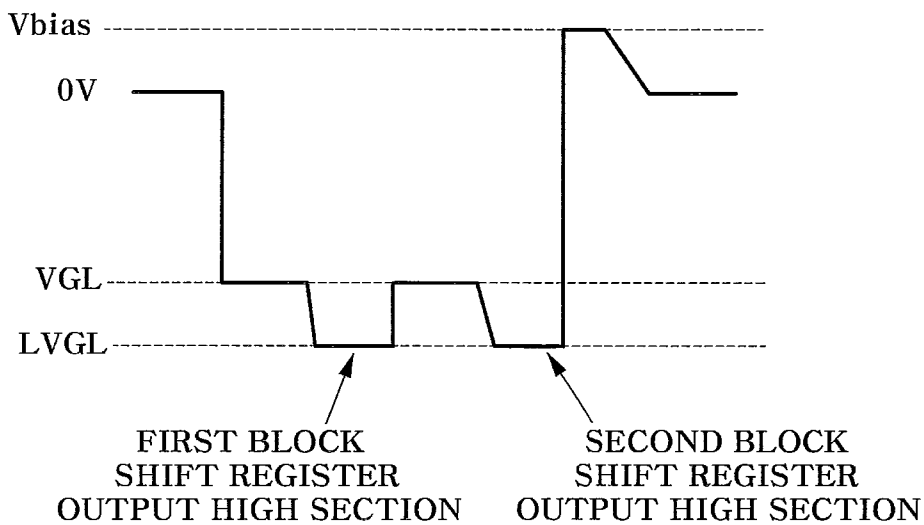 Vbias
0V
VGL
LVGL
FIRST BLOCK
SHIFT REGISTER
OUTPUT HIGH SECTION
SECOND BLOCK
SHIFT REGISTER
OUTPUT HIGH SECTION